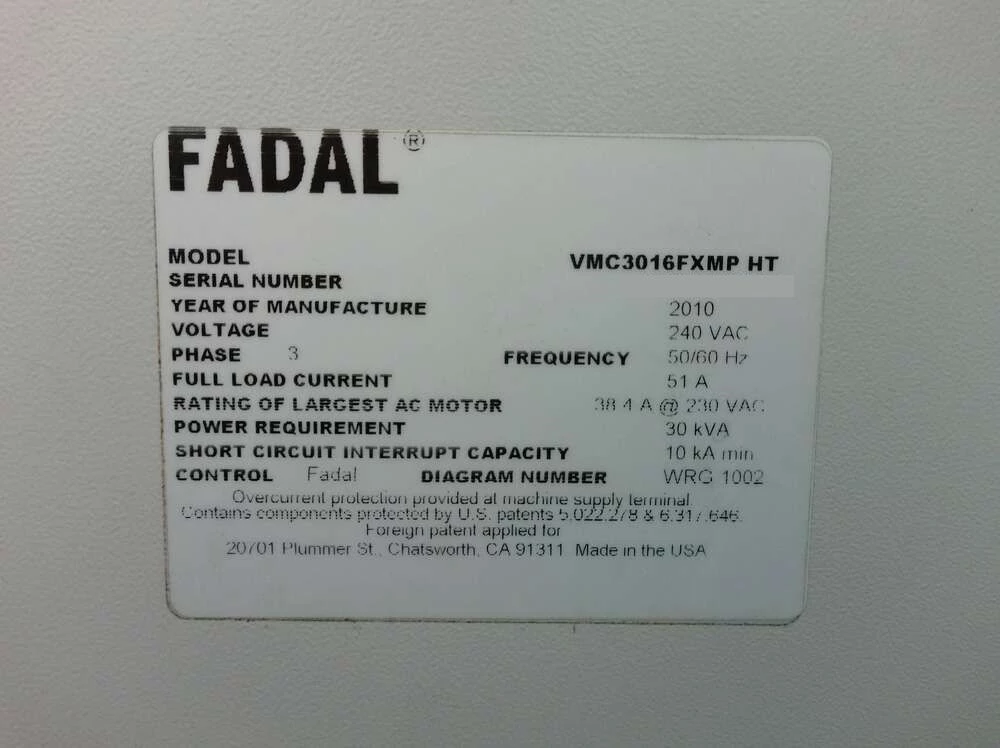 FADAL®
MODEL VMC3016FXMP HT
SERIAL NUMBER
YEAR OF MANUFACTURE 2010
VOLTAGE 240 VAC
PHASE 3 FREQUENCY 50/60 Hz
FULL LOAD CURRENT 51 A
RATING OF LARGEST AC MOTOR 38.4 A @ 230 VAC
POWER REQUIREMENT 30 kVA
SHORT CIRCUIT INTERRUPT CAPACITY 10 kA min
CONTROL Fadal DIAGRAM NUMBER WRG 1002
Overcurrent protection provided at machine supply terminal.
Contains components protected by U.S. patents 5,022,278 & 6,317,646.
Foreign patent applied for
20701 Plummer St., Chatsworth, CA 91311 Made in the USA